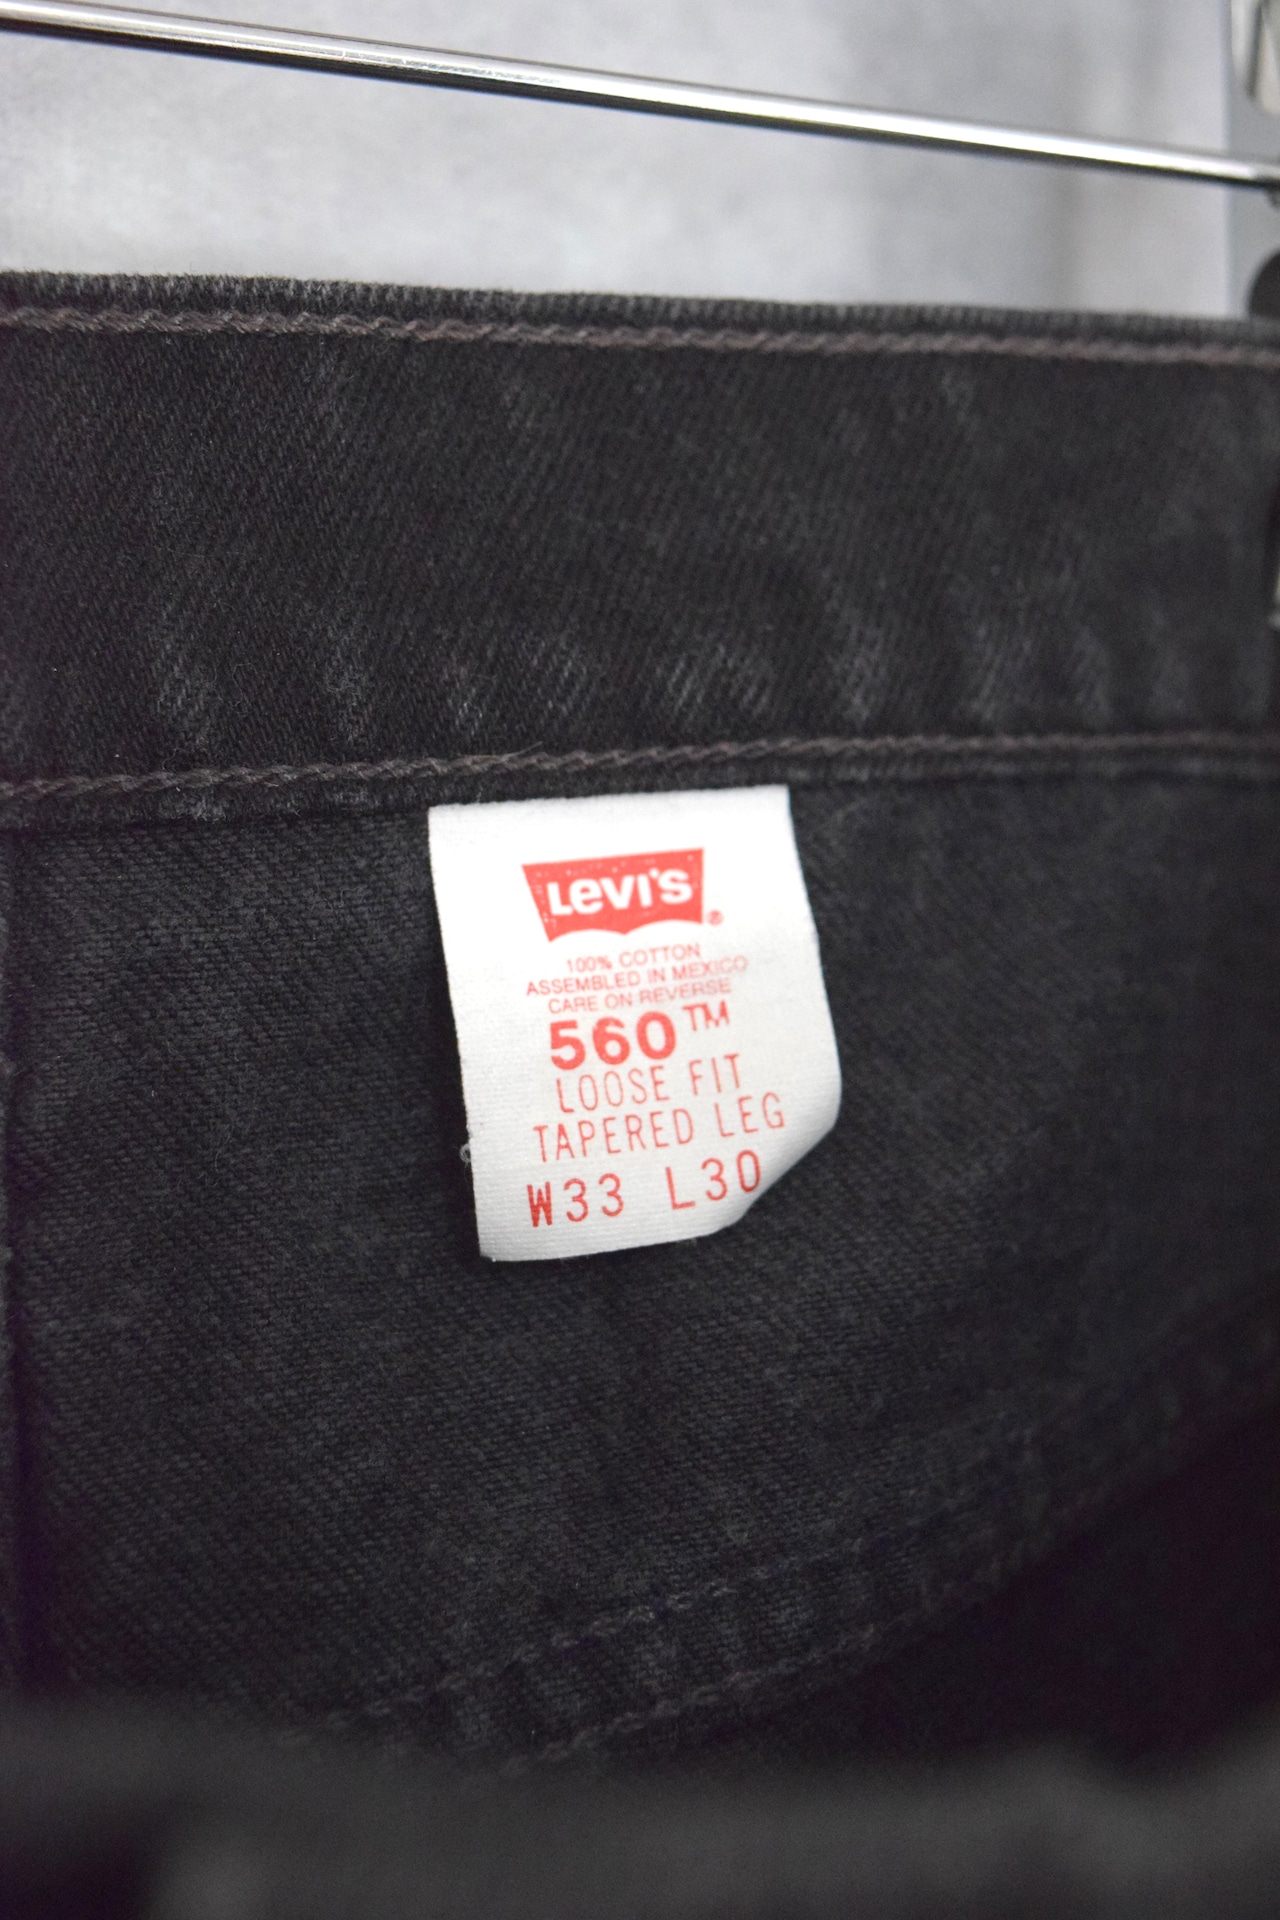 LEVI'S®
100% COTTON
ASSEMBLED IN MEXICO
CARE ON REVERSE
560™
LOOSE FIT
TAPERED LEG
W33 L30